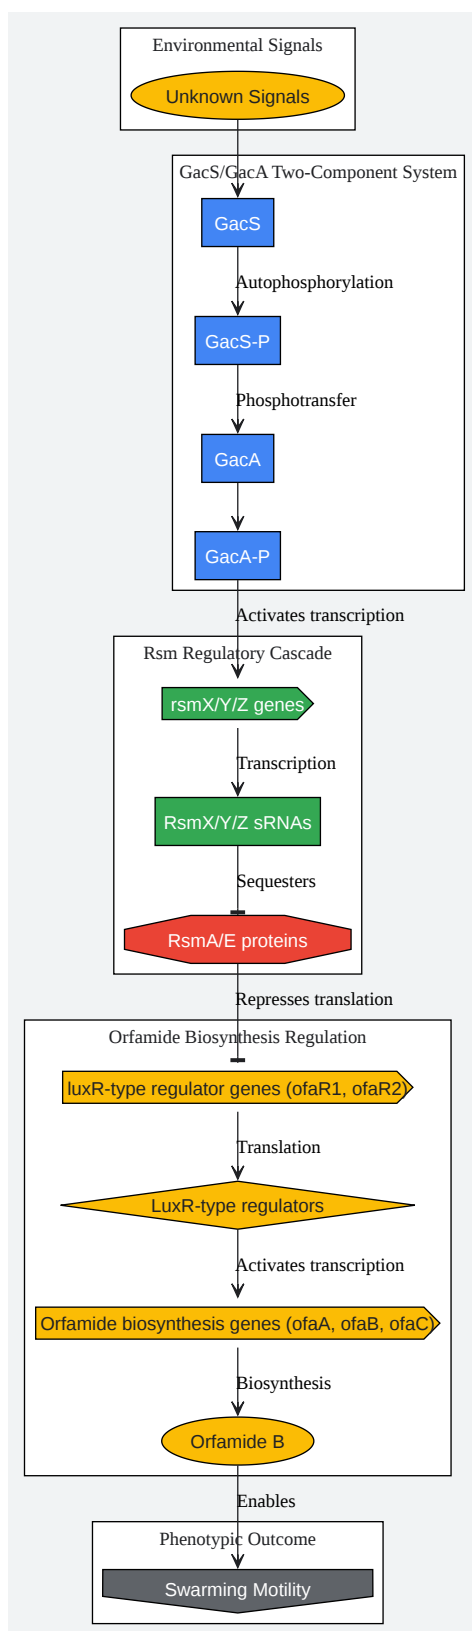 Environmental Signals
Unknown Signals
GacS/GacA Two-Component System
GacS
Autophosphorylation
GacS-P
Phosphotransfer
GacA
GacA-P
Activates transcription
Rsm Regulatory Cascade
rsmX/Y/Z genes
Transcription
RsmX/Y/Z sRNAs
Sequesters
RsmA/E proteins
Represses translation
Orfamide Biosynthesis Regulation
luxR-type regulator genes (ofaR1, ofaR2)
Translation
LuxR-type regulators
Activates transcription
Orfamide biosynthesis genes (ofaA, ofaB, ofaC)
Biosynthesis
Orfamide B
Enables
Phenotypic Outcome
Swarming Motility